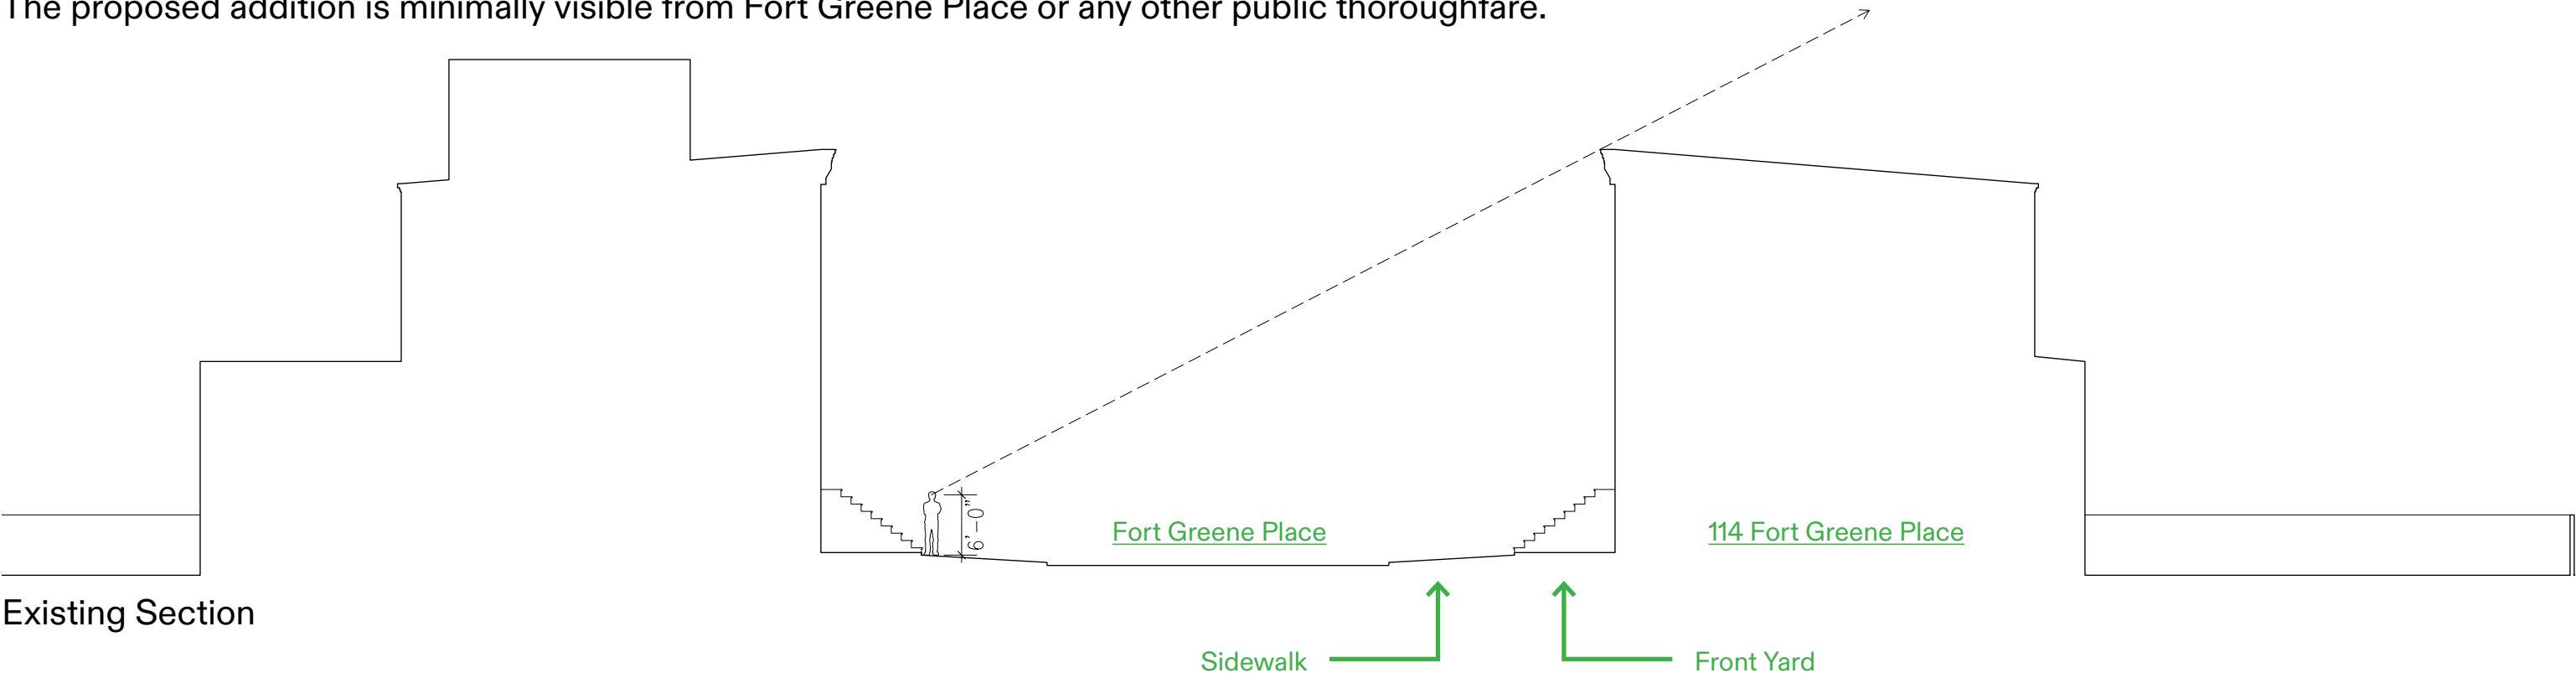 The proposed addition is minimally visible from Fort Greene Place or any other public thoroughfare.
6'-0"
Fort Greene Place
114 Fort Greene Place
Existing Section
Sidewalk
Front Yard